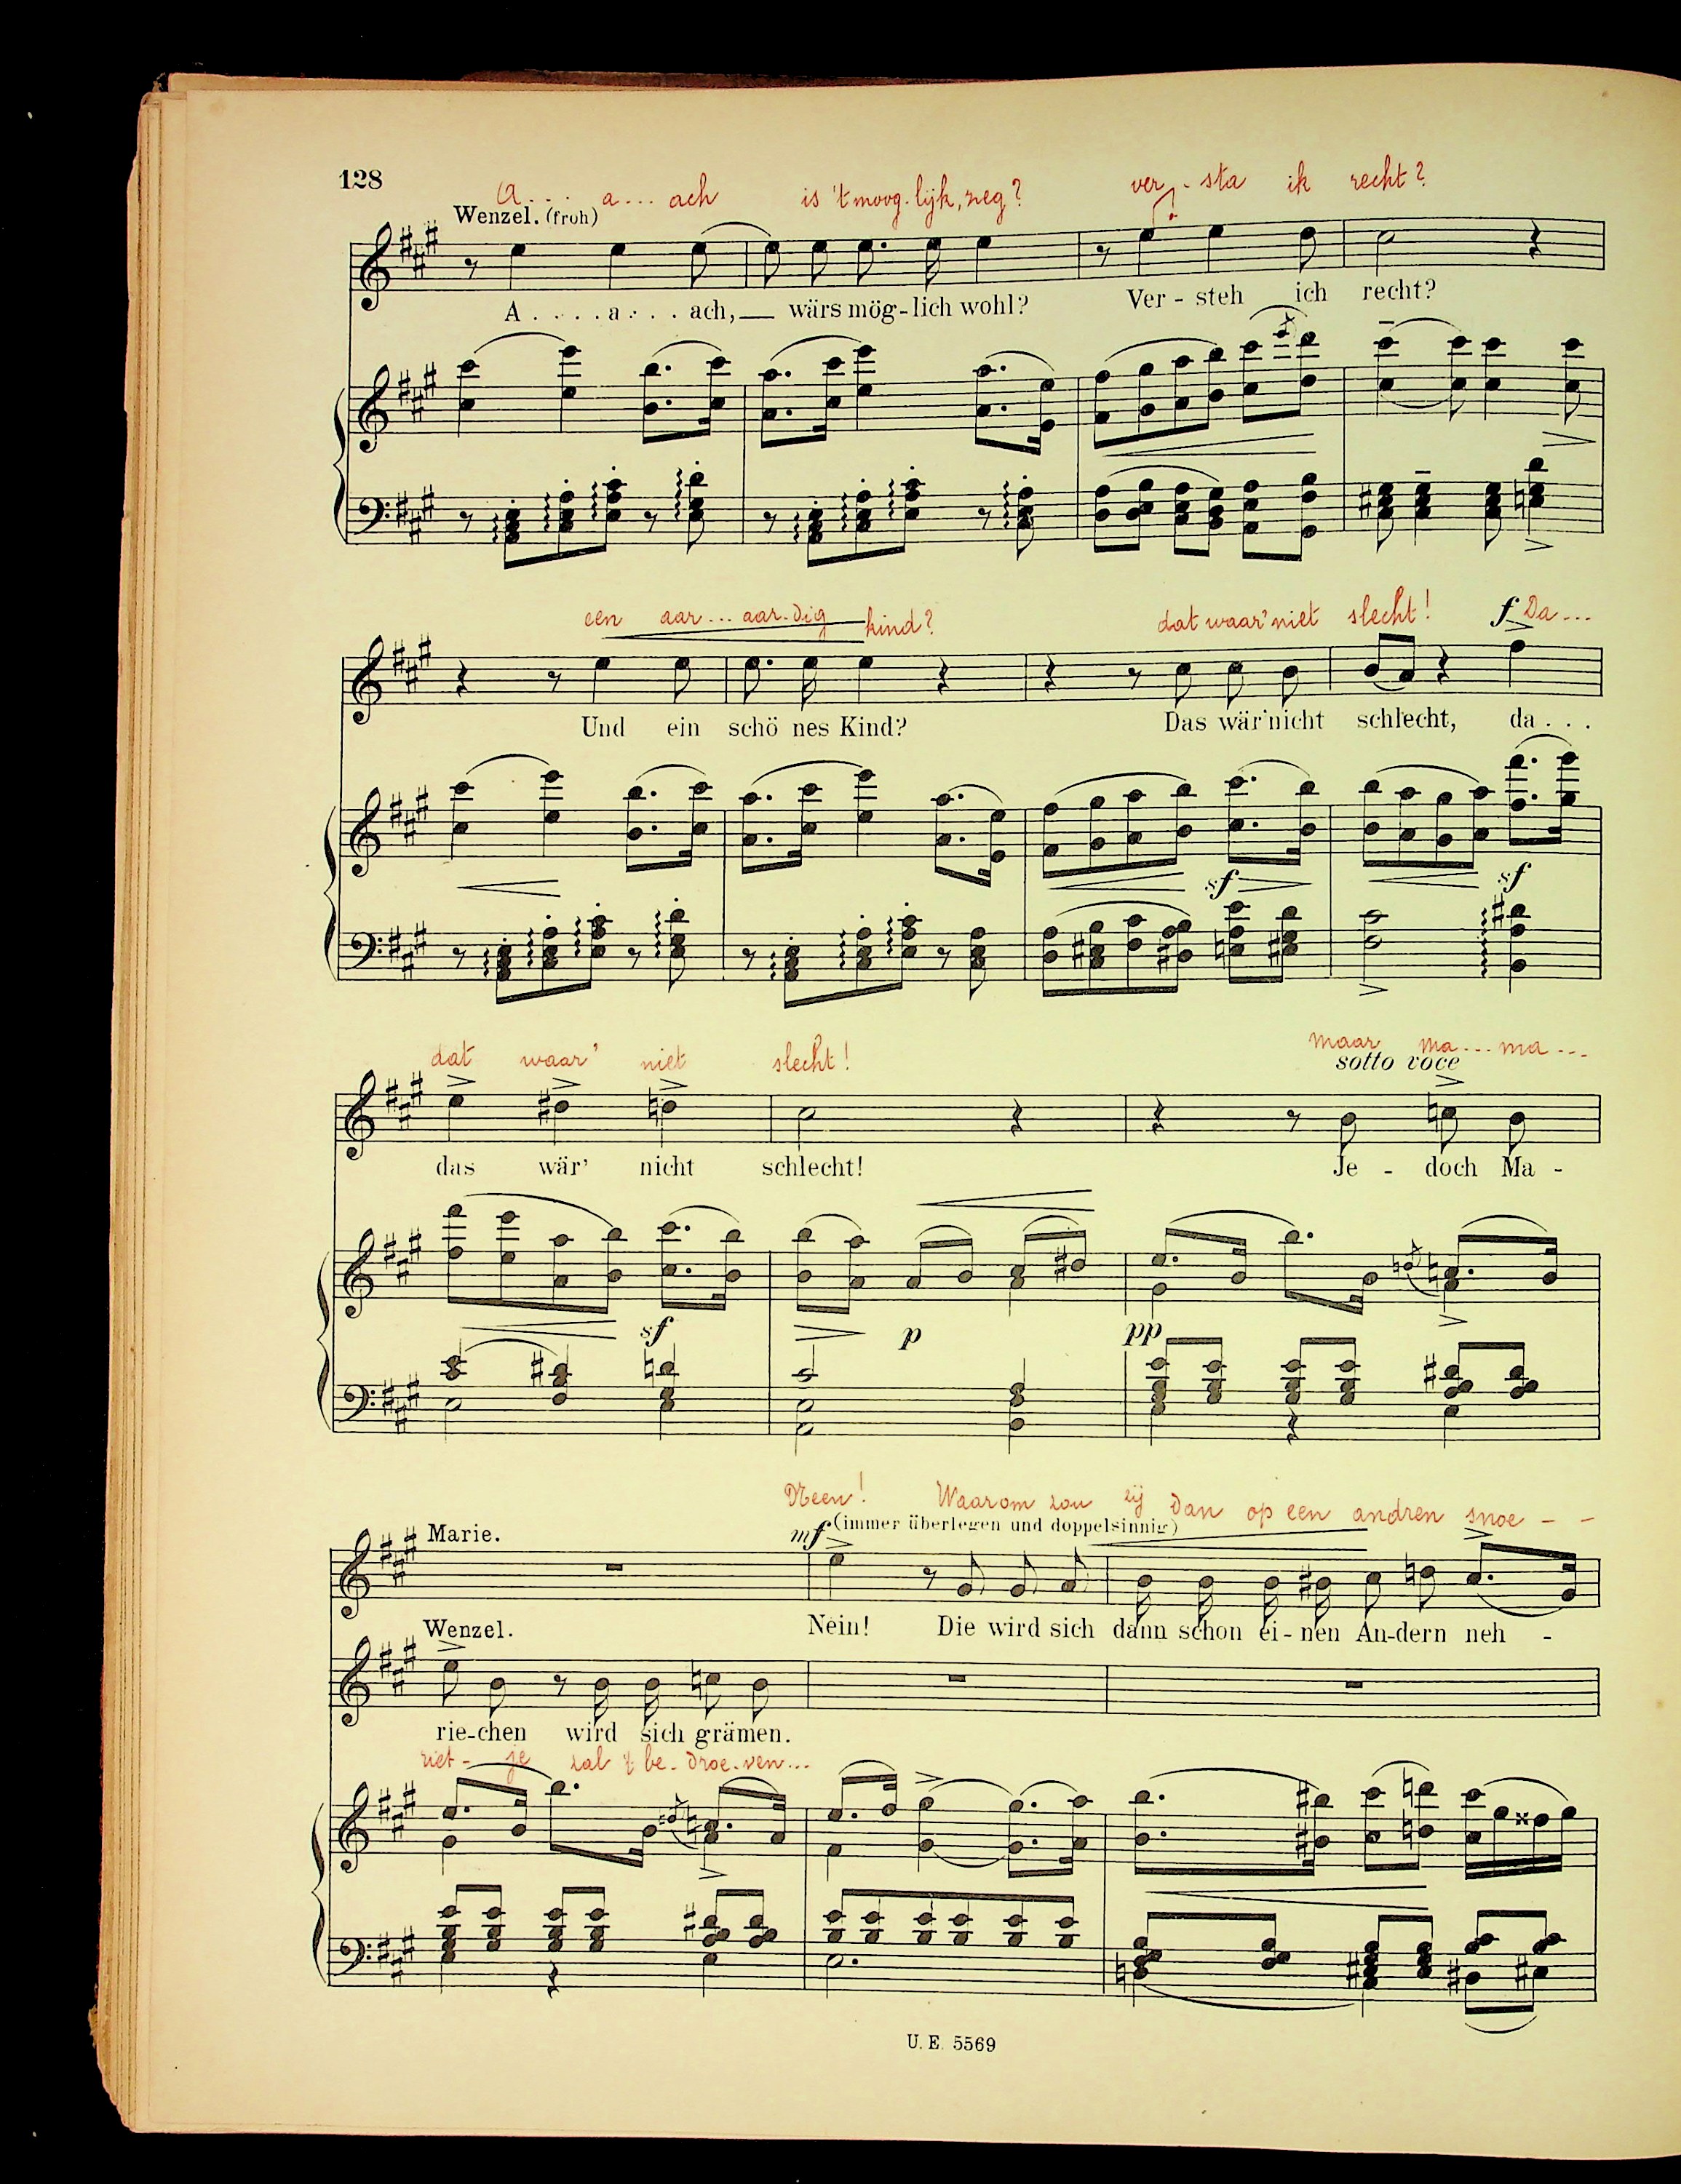 128
A... a... ach is 't moog-lijk, zeg? ver-sta ik recht?
Wenzel. (froh)
A....a....ach,— wärs mög-lich wohl? Ver-steh ich recht?
een aar...aar-dig kind? dat waar' niet slecht! f Da...
Und ein schö nes Kind? Das wär' nicht schlecht, da...
sf sf
dat waar' niet slecht! maar ma...ma...
sotto voce
das wär' nicht schlecht! Je-doch Ma-
sf p pp
Neen! Waarom zou zij dan op een andren snoe--
Marie. mf (immer überlegen und doppelsinnig)
Nein! Die wird sich dann schon ei-nen An-dern neh-
Wenzel.
rie-chen wird sich grämen.
riet-je zal 't be-droe-ven...
U. E. 5569